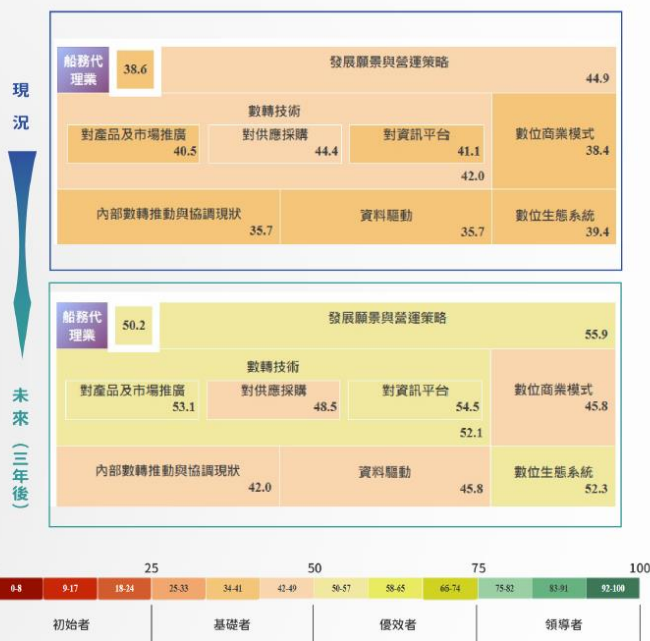 現況
船務代
理業
38.6
發展願景與營運策略
44.9
數轉技術
對產品及市場推廣
40.5
對供應採購
44.4
對資訊平台
41.1
42.0
數位商業模式
38.4
內部數轉推動與協調現狀
35.7
資料驅動
35.7
數位生態系統
39.4
未來（三年後）
船務代
理業
50.2
發展願景與營運策略
55.9
數轉技術
對產品及市場推廣
53.1
對供應採購
48.5
對資訊平台
54.5
52.1
數位商業模式
45.8
內部數轉推動與協調現狀
42.0
資料驅動
45.8
數位生態系統
52.3
25 50 75 100
0-8 9-17 18-24 25-33 34-41 42-49 50-57 58-65 66-74 75-82 83-91 92-100
初始者 基礎者 優效者 領導者